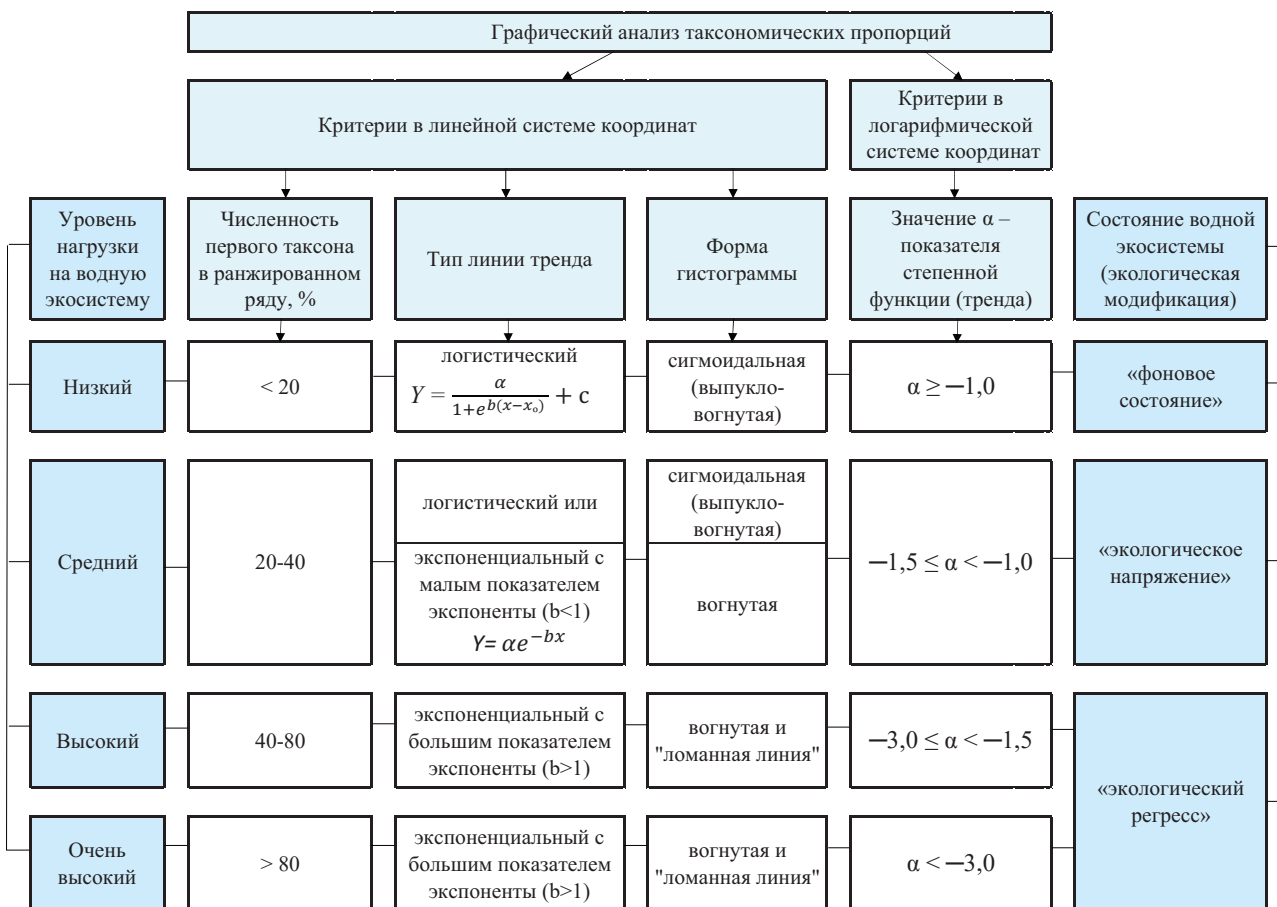 Графический анализ таксономических пропорций
Критерии в линейной системе координат
Критерии в
логарифмической
системе координат
Уровень
нагрузки
на водную
экосистему
Численность
первого таксона
в ранжированном
ряду, %
Тип линии тренда
Форма
гистограммы
Значение α –
показателя
степенной
функции (тренда)
Состояние водной
экосистемы
(экологическая
модификация)
Низкий
< 20
логистический
Y = α / (1+e^{b(x−x₀)}) + c
сигмоидальная
(выпукло-
вогнутая)
α ≥ −1,0
«фоновое
состояние»
Средний
20-40
логистический или
экспоненциальный с
малым показателем
экспоненты (b<1)
Y= αe^{−bx}
сигмоидальная
(выпукло-
вогнутая)
вогнутая
−1,5 ≤ α < −1,0
«экологическое
напряжение»
Высокий
40-80
экспоненциальный с
большим показателем
экспоненты (b>1)
вогнутая и
"ломанная линия"
−3,0 ≤ α < −1,5
«экологический
регресс»
Очень
высокий
> 80
экспоненциальный с
большим показателем
экспоненты (b>1)
вогнутая и
"ломанная линия"
α < −3,0